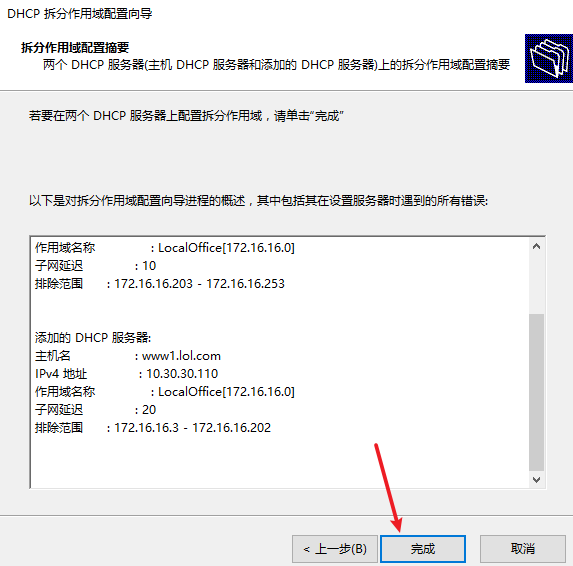 DHCP 拆分作用域配置向导
拆分作用域配置摘要
两个 DHCP 服务器(主机 DHCP 服务器和添加的 DHCP 服务器)上的拆分作用域配置摘要
若要在两个 DHCP 服务器上配置拆分作用域，请单击“完成”
以下是对拆分作用域配置向导进程的概述，其中包括其在设置服务器时遇到的所有错误:
作用域名称 : LocalOffice[172.16.16.0]
子网延迟 : 10
排除范围 : 172.16.16.203 - 172.16.16.253
添加的 DHCP 服务器:
主机名 : www1.lol.com
IPv4 地址 : 10.30.30.110
作用域名称 : LocalOffice[172.16.16.0]
子网延迟 : 20
排除范围 : 172.16.16.3 - 172.16.16.202
< 上一步(B) 完成 取消